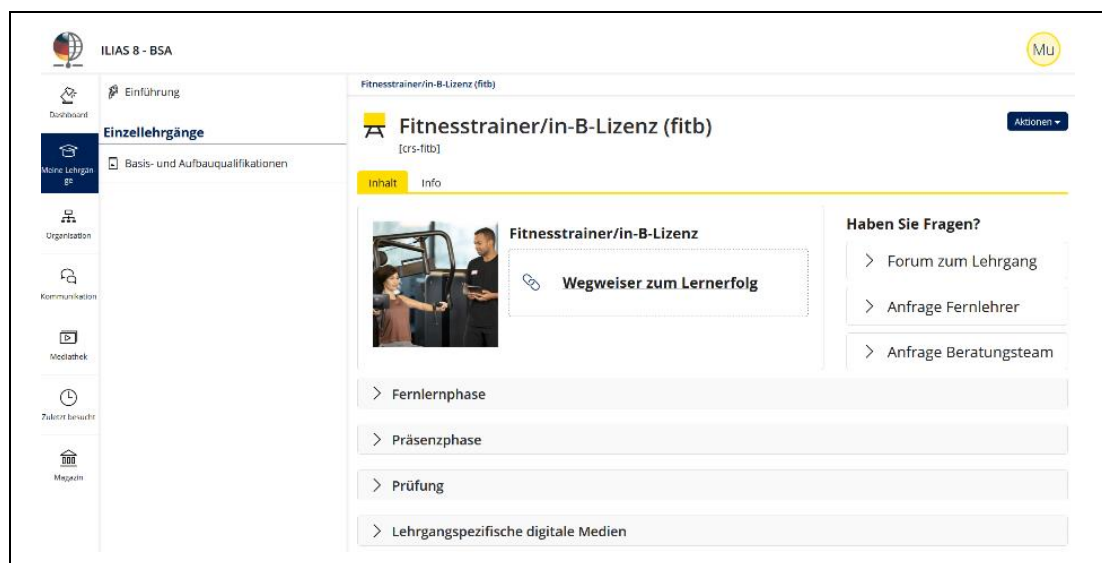 ILIAS 8 - BSA
Mu
Dashboard
Meine Lehrgän
ge
Organisation
Kommunikation
Mediathek
Zuletzt besucht
Magazin
Einführung
Einzellehrgänge
Basis- und Aufbauqualifikationen
Fitnesstrainer/in-B-Lizenz (fitb)
Fitnesstrainer/in-B-Lizenz (fitb)
[crs-fitb]
Aktionen
Inhalt Info
Fitnesstrainer/in-B-Lizenz
Wegweiser zum Lernerfolg
Haben Sie Fragen?
Forum zum Lehrgang
Anfrage Fernlehrer
Anfrage Beratungsteam
Fernlernphase
Präsenzphase
Prüfung
Lehrgangspezifische digitale Medien